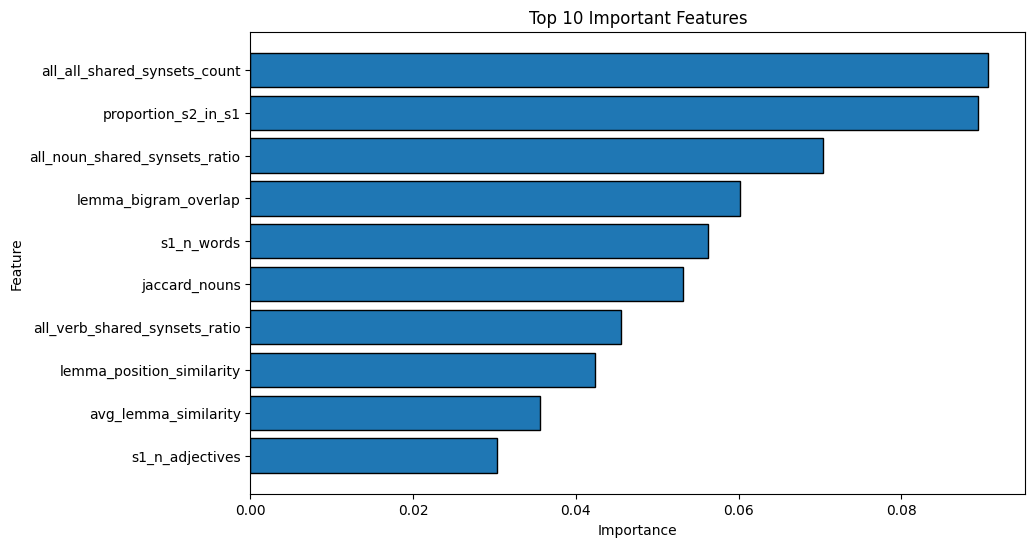 Top 10 Important Features
Feature
all_all_shared_synsets_count
proportion_s2_in_s1
all_noun_shared_synsets_ratio
lemma_bigram_overlap
s1_n_words
jaccard_nouns
all_verb_shared_synsets_ratio
lemma_position_similarity
avg_lemma_similarity
s1_n_adjectives
0.00 0.02 0.04 0.06 0.08
Importance